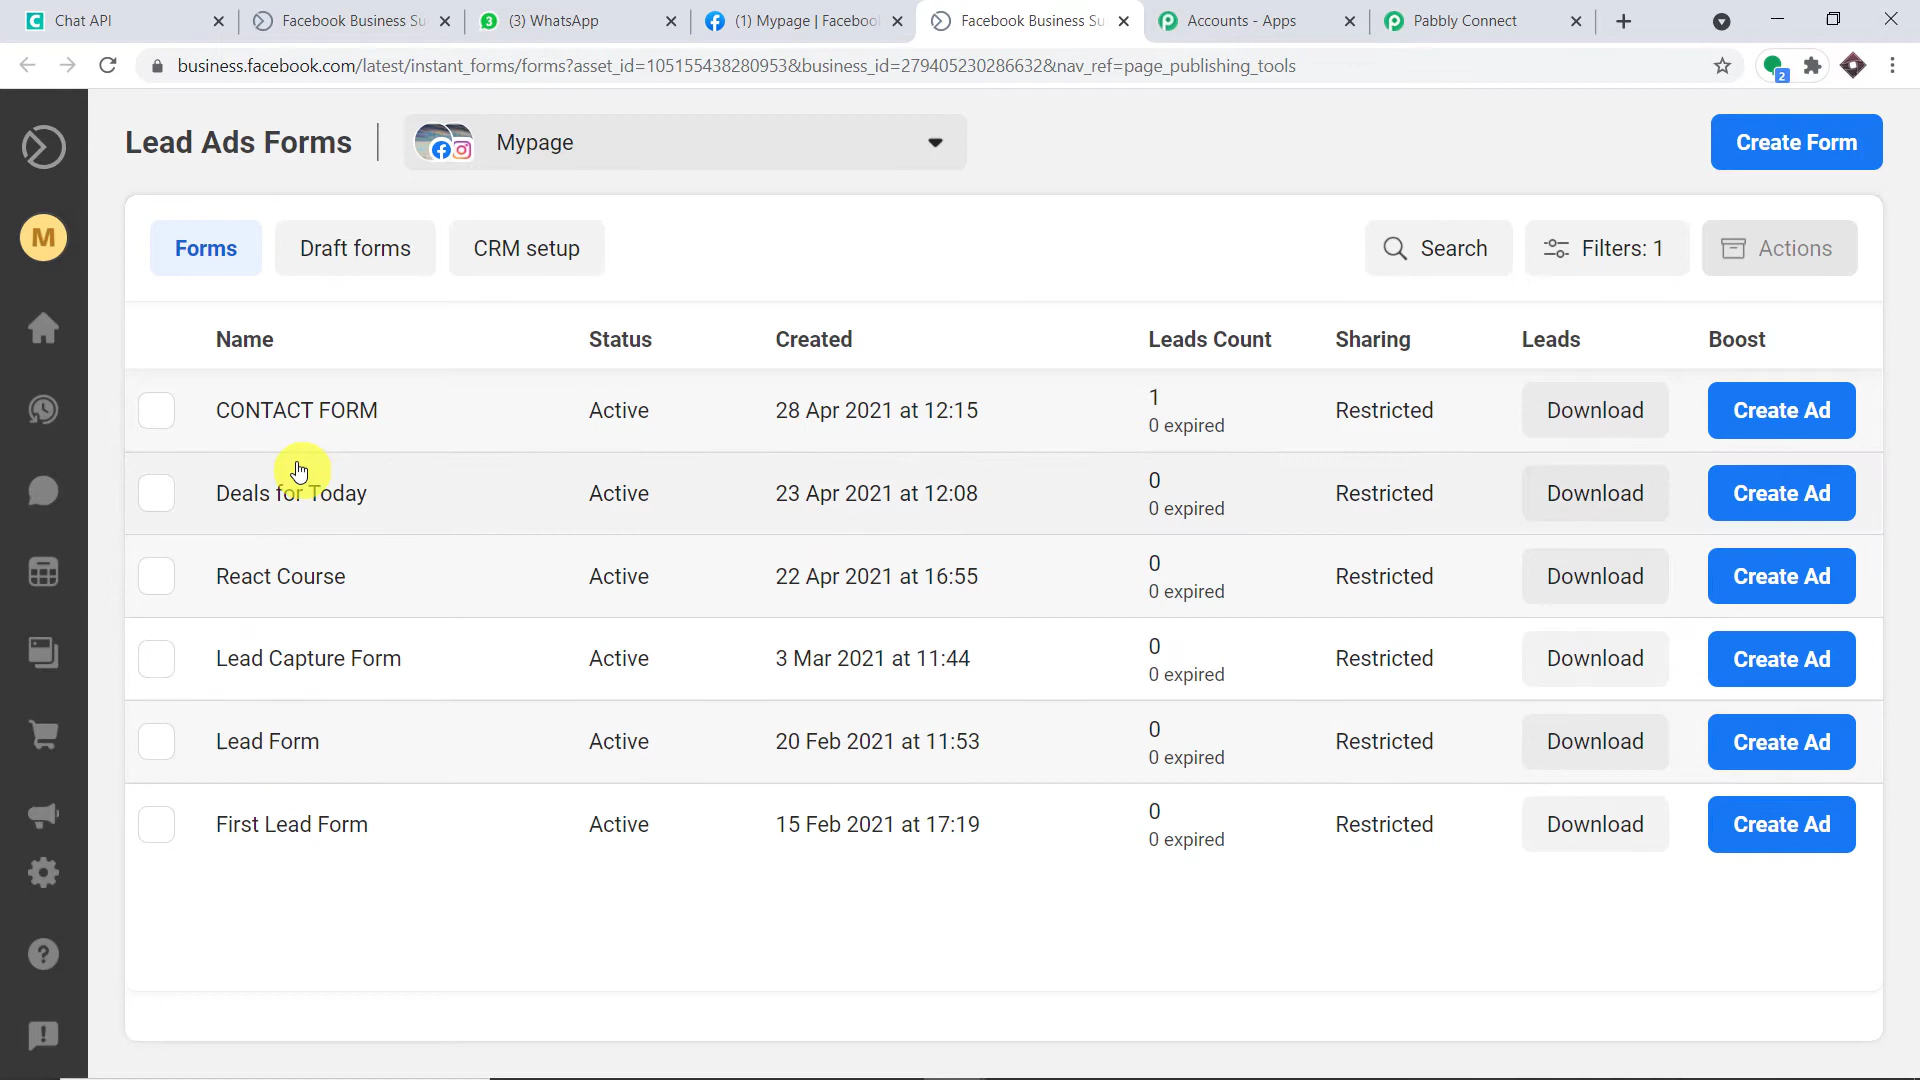 Chat API
Facebook Business Su
(3) WhatsApp
(1) Mypage | Facebook
Facebook Business Su
Accounts - Apps
Pabbly Connect
business.facebook.com/latest/instant_forms/forms?asset_id=105155438280953&business_id=279405230286632&nav_ref=page_publishing_tools
2
Lead Ads Forms
Mypage
Create Form
M
Forms
Draft forms
CRM setup
Search
Filters: 1
Actions
Name Status Created Leads Count Sharing Leads Boost
CONTACT FORM Active 28 Apr 2021 at 12:15 1 Restricted Download Create Ad
0 expired
Deals for Today Active 23 Apr 2021 at 12:08 0 Restricted Download Create Ad
0 expired
React Course Active 22 Apr 2021 at 16:55 0 Restricted Download Create Ad
0 expired
Lead Capture Form Active 3 Mar 2021 at 11:44 0 Restricted Download Create Ad
0 expired
Lead Form Active 20 Feb 2021 at 11:53 0 Restricted Download Create Ad
0 expired
First Lead Form Active 15 Feb 2021 at 17:19 0 Restricted Download Create Ad
0 expired